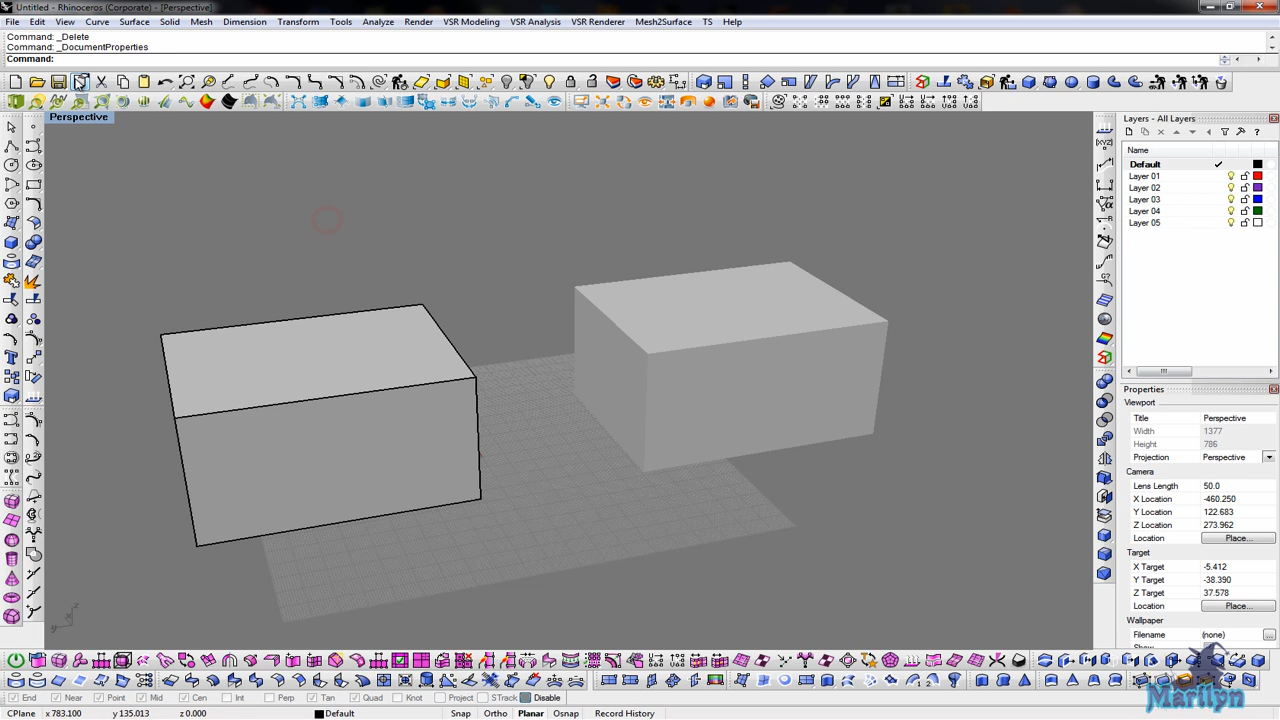 Untitled - Rhinoceros (Corporate) - [Perspective]
File Edit View Curve Surface Solid Mesh Dimension Transform Tools Analyze Render VSR Modeling VSR Analysis VSR Renderer Mesh2Surface TS Help
Command: _Delete
Command: _DocumentProperties
Command:
Perspective
Layers - All Layers
Name
Default
Layer 01
Layer 02
Layer 03
Layer 04
Layer 05
Properties
Viewport
Title Perspective
Width 1377
Height 786
Projection Perspective
Camera
Lens Length 50.0
X Location -460.250
Y Location 122.683
Z Location 273.962
Location Place...
Target
X Target -5.412
Y Target -38.390
Z Target 37.578
Location Place...
Wallpaper
Filename (none) ...
z
x
y
Marilyn
End Near Point Mid Cen Int Perp Tan Quad Knot Project STrack Disable
CPlane x 783.100 y 135.013 z 0.000 Default Snap Ortho Planar Osnap Record History